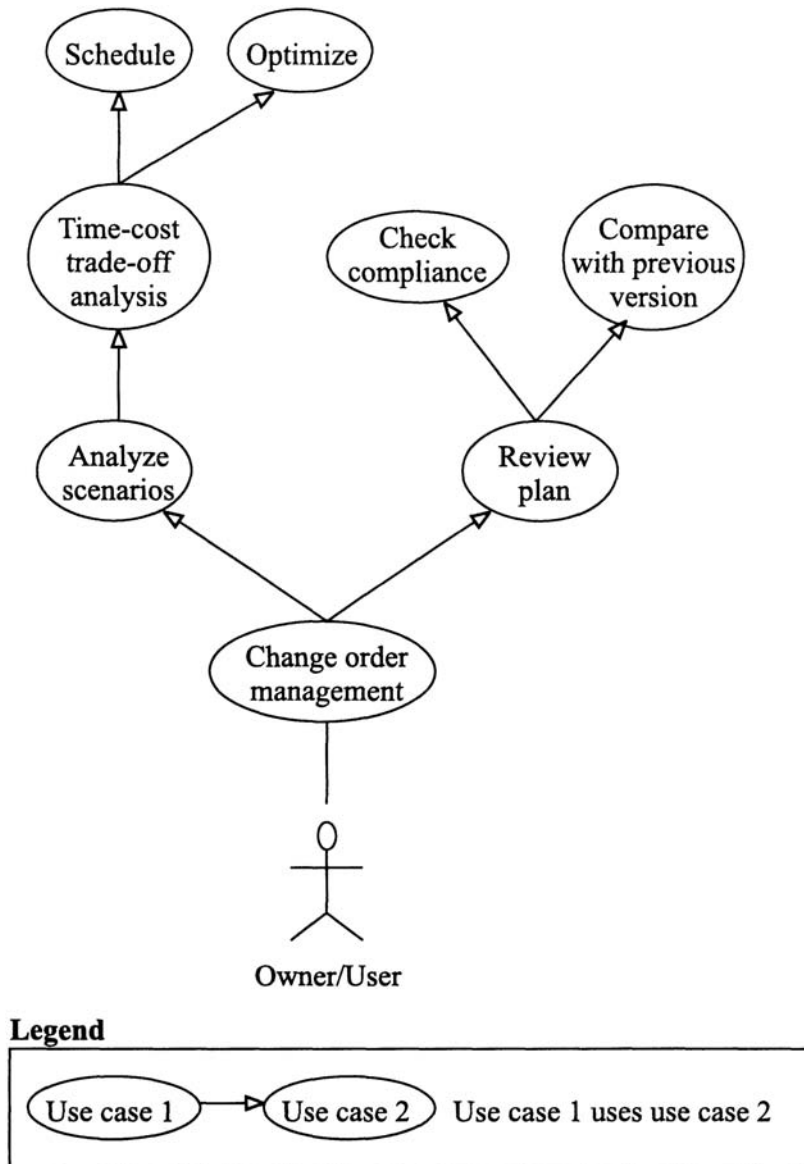 Schedule
Optimize
Time-cost
trade-off
analysis
Check
compliance
Compare
with previous
version
Analyze
scenarios
Review
plan
Change order
management
Owner/User
Legend
Use case 1
Use case 2
Use case 1 uses use case 2